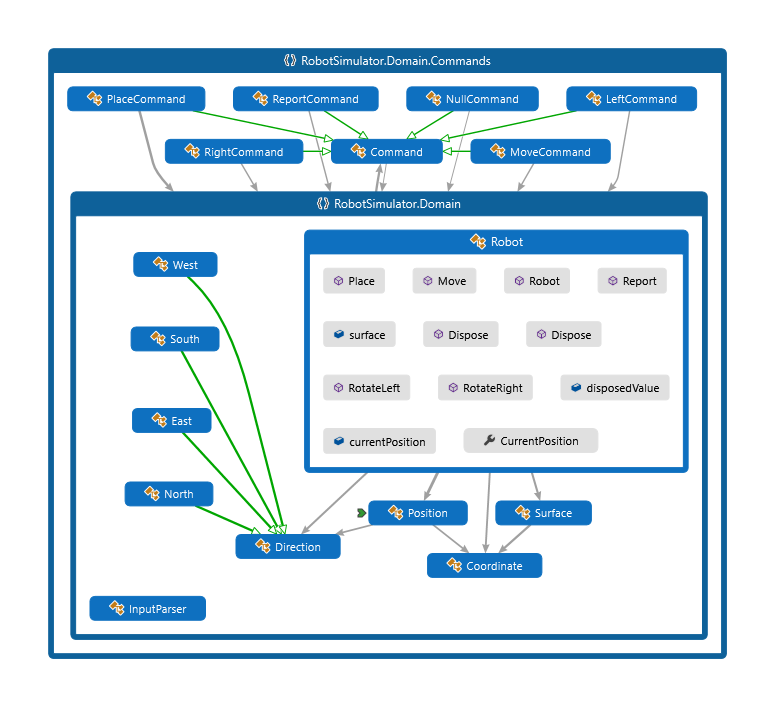 RobotSimulator.Domain.Commands
PlaceCommand
ReportCommand
NullCommand
LeftCommand
RightCommand
Command
MoveCommand
RobotSimulator.Domain
Robot
West
Place
Move
Robot
Report
South
surface
Dispose
Dispose
RotateLeft
RotateRight
disposedValue
East
currentPosition
CurrentPosition
North
Position
Surface
Direction
Coordinate
InputParser